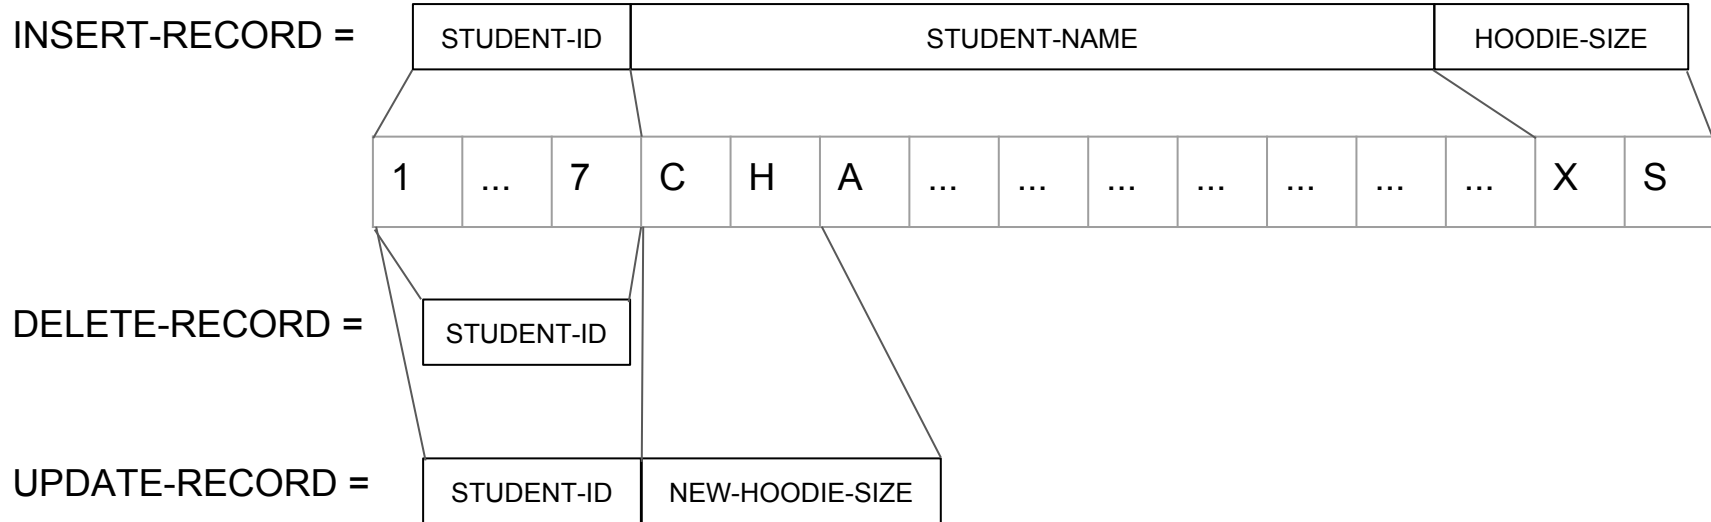 INSERT-RECORD = STUDENT-ID STUDENT-NAME HOODIE-SIZE
1 ... 7 C H A ... ... ... ... ... ... ... X S
DELETE-RECORD = STUDENT-ID
UPDATE-RECORD = STUDENT-ID NEW-HOODIE-SIZE